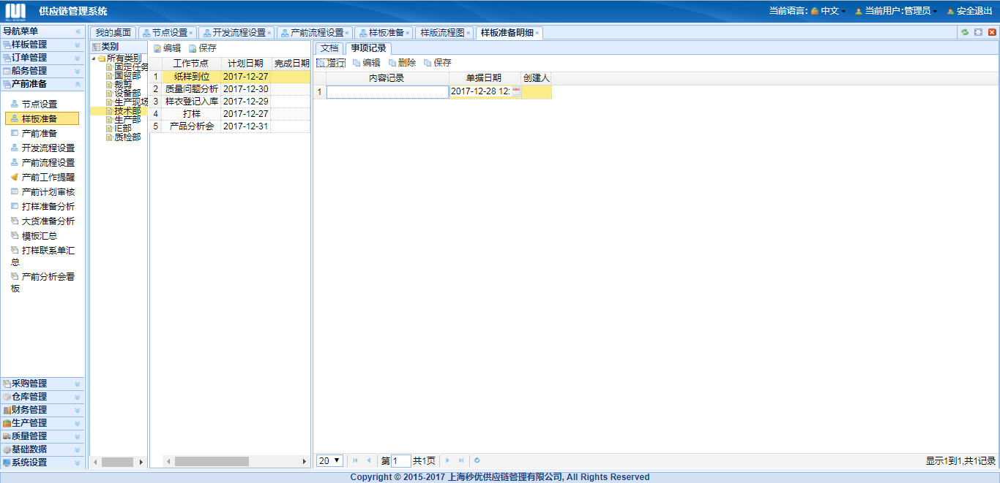 供应链管理系统
当前语言: 中文 当前用户:管理员 安全退出
导航菜单
样板管理
订单管理
船务管理
产前准备
节点设置
样板准备
产前准备
开发流程设置
产前流程设置
产前工作提醒
产前计划审核
打样准备分析
大货准备分析
模板汇总
打样联系单汇
总
产前分析会看
板
采购管理
仓库管理
财务管理
生产管理
质量管理
基础数据
系统设置
我的桌面 节点设置 开发流程设置 产前流程设置 样板准备 样版流程图 样板准备明细
类别
所有类别
固定任务
国贸部
裁剪
设备部
生产现场
技术部
生产部
IE部
质检部
编辑 保存
工作节点 计划日期 完成日期
1 纸样到位 2017-12-27
2 质量问题分析 2017-12-30
3 样衣登记入库 2017-12-29
4 打样 2017-12-27
5 产品分析会 2017-12-31
文档 事项记录
增行 编辑 删除 保存
内容记录 单据日期 创建人
1 2017-12-28 12:
20 第 1 共1页 显示1到1,共1记录
Copyright © 2015-2017 上海秒优供应链管理有限公司, All Rights Reserved